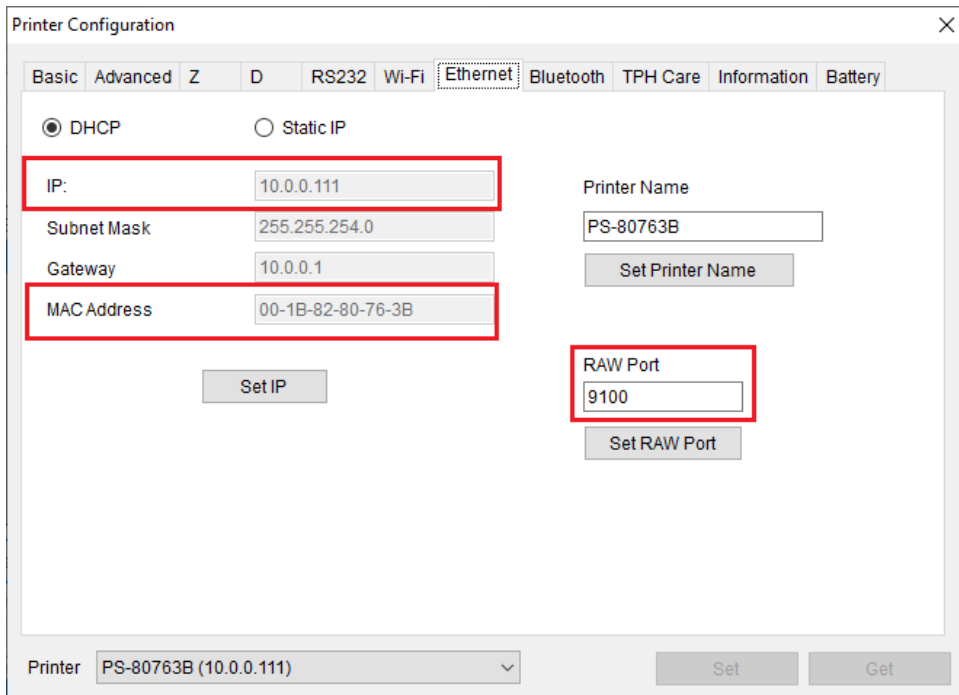 Printer Configuration
Basic Advanced Z D RS232 Wi-Fi Ethernet Bluetooth TPH Care Information Battery
DHCP Static IP
IP: 10.0.0.111
Printer Name
Subnet Mask 255.255.254.0
PS-80763B
Gateway 10.0.0.1
Set Printer Name
MAC Address 00-1B-82-80-76-3B
RAW Port
Set IP
9100
Set RAW Port
Printer PS-80763B (10.0.0.111) Set Get